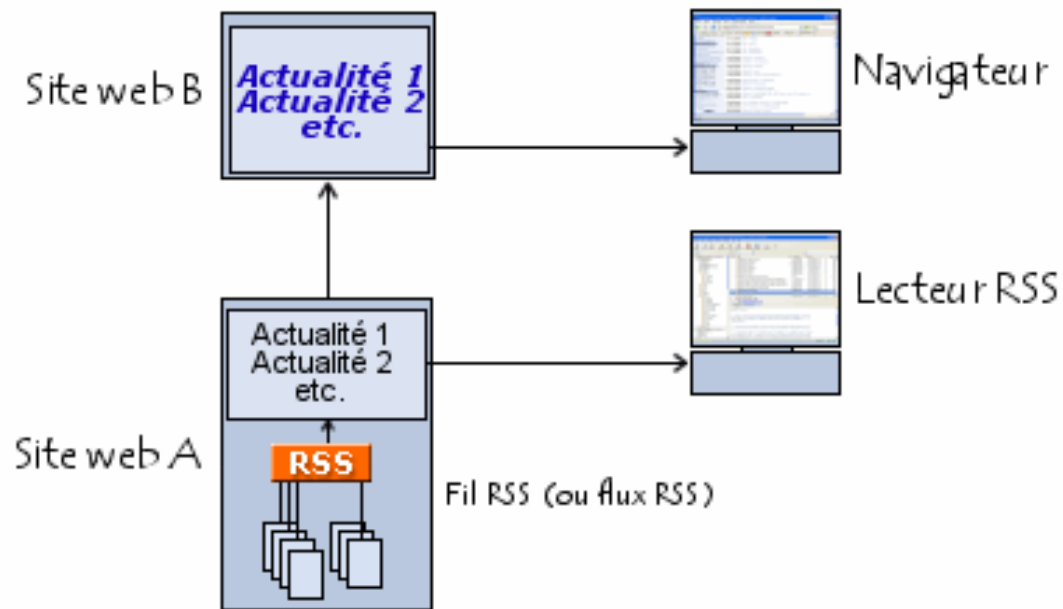 Site web B
Actualité 1
Actualité 2
etc.
Navigateur
Lecteur RSS
Site web A
Actualité 1
Actualité 2
etc.
RSS
Fil RSS (ou flux RSS)